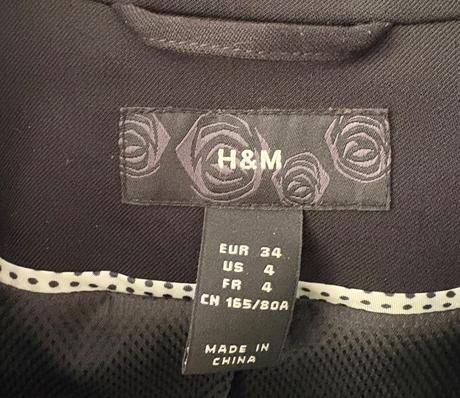 H&M
EUR 34
US 4
FR 4
CN 165/80A
MADE IN
CHINA